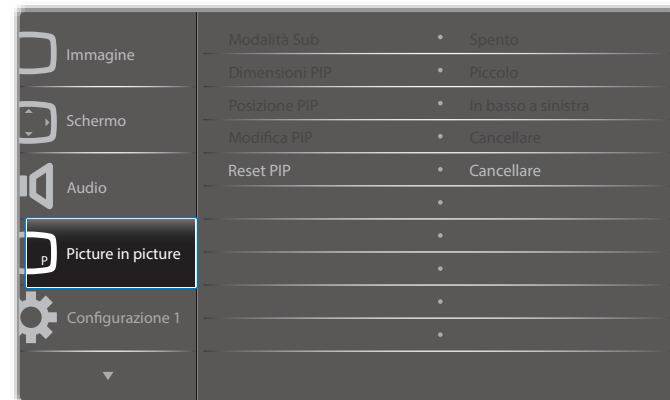 Immagine
Schermo
Audio
P
Picture in picture
Configurazione 1
Modalità Sub • Spento
Dimensioni PIP • Piccolo
Posizione PIP • In basso a sinistra
Modifica PIP • Cancellare
Reset PIP • Cancellare